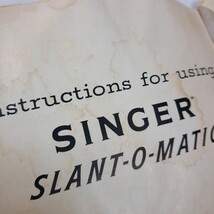 nstructions for using
SINGER
SLANT-O-MATIC